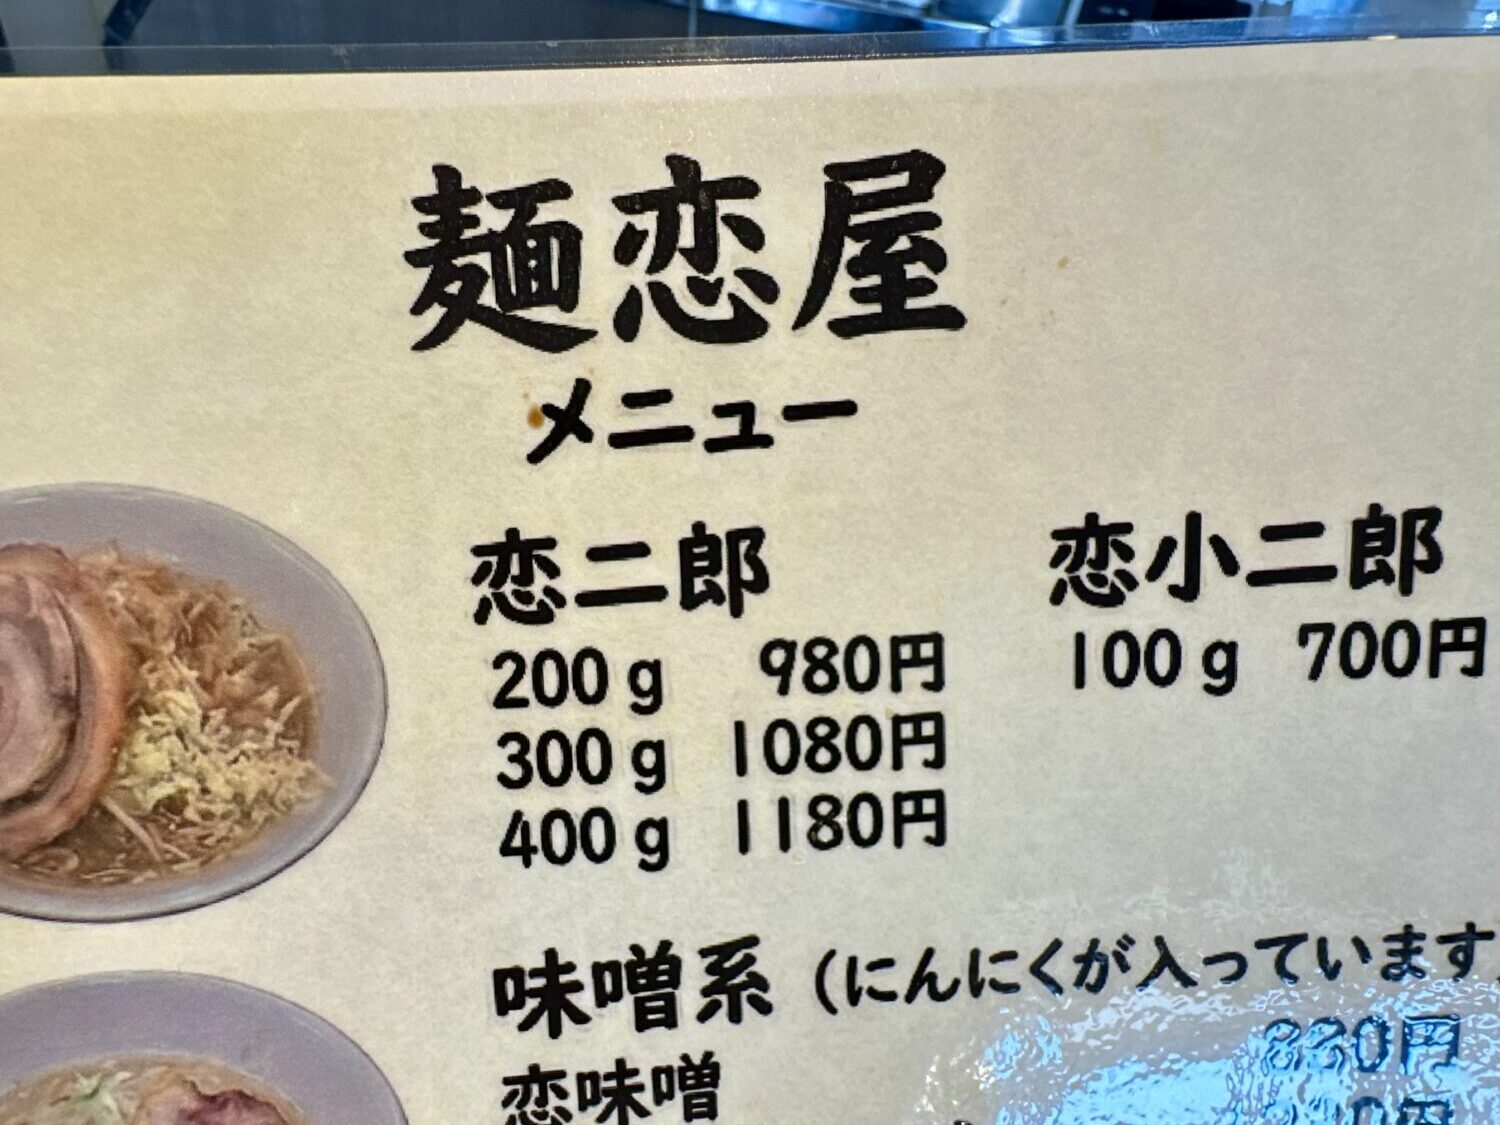 麺恋屋
メニュー
恋二郎
200g 980円
300g 1080円
400g 1180円
恋小二郎
100g 700円
味噌系（にんにくが入っています）
恋味噌